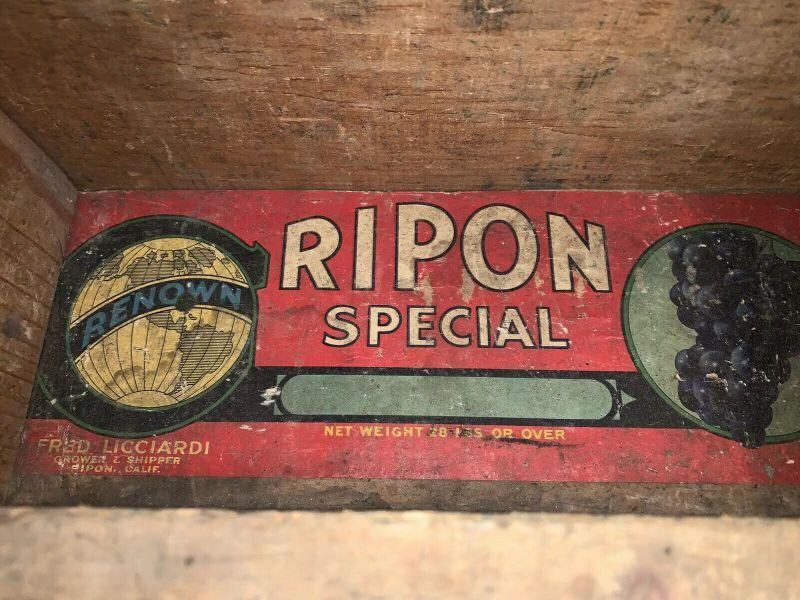 RENOWN
RIPON
SPECIAL
NET WEIGHT 28 LBS OR OVER
FRED LICCIARDI
GROWER & SHIPPER
RIPON, CALIF.